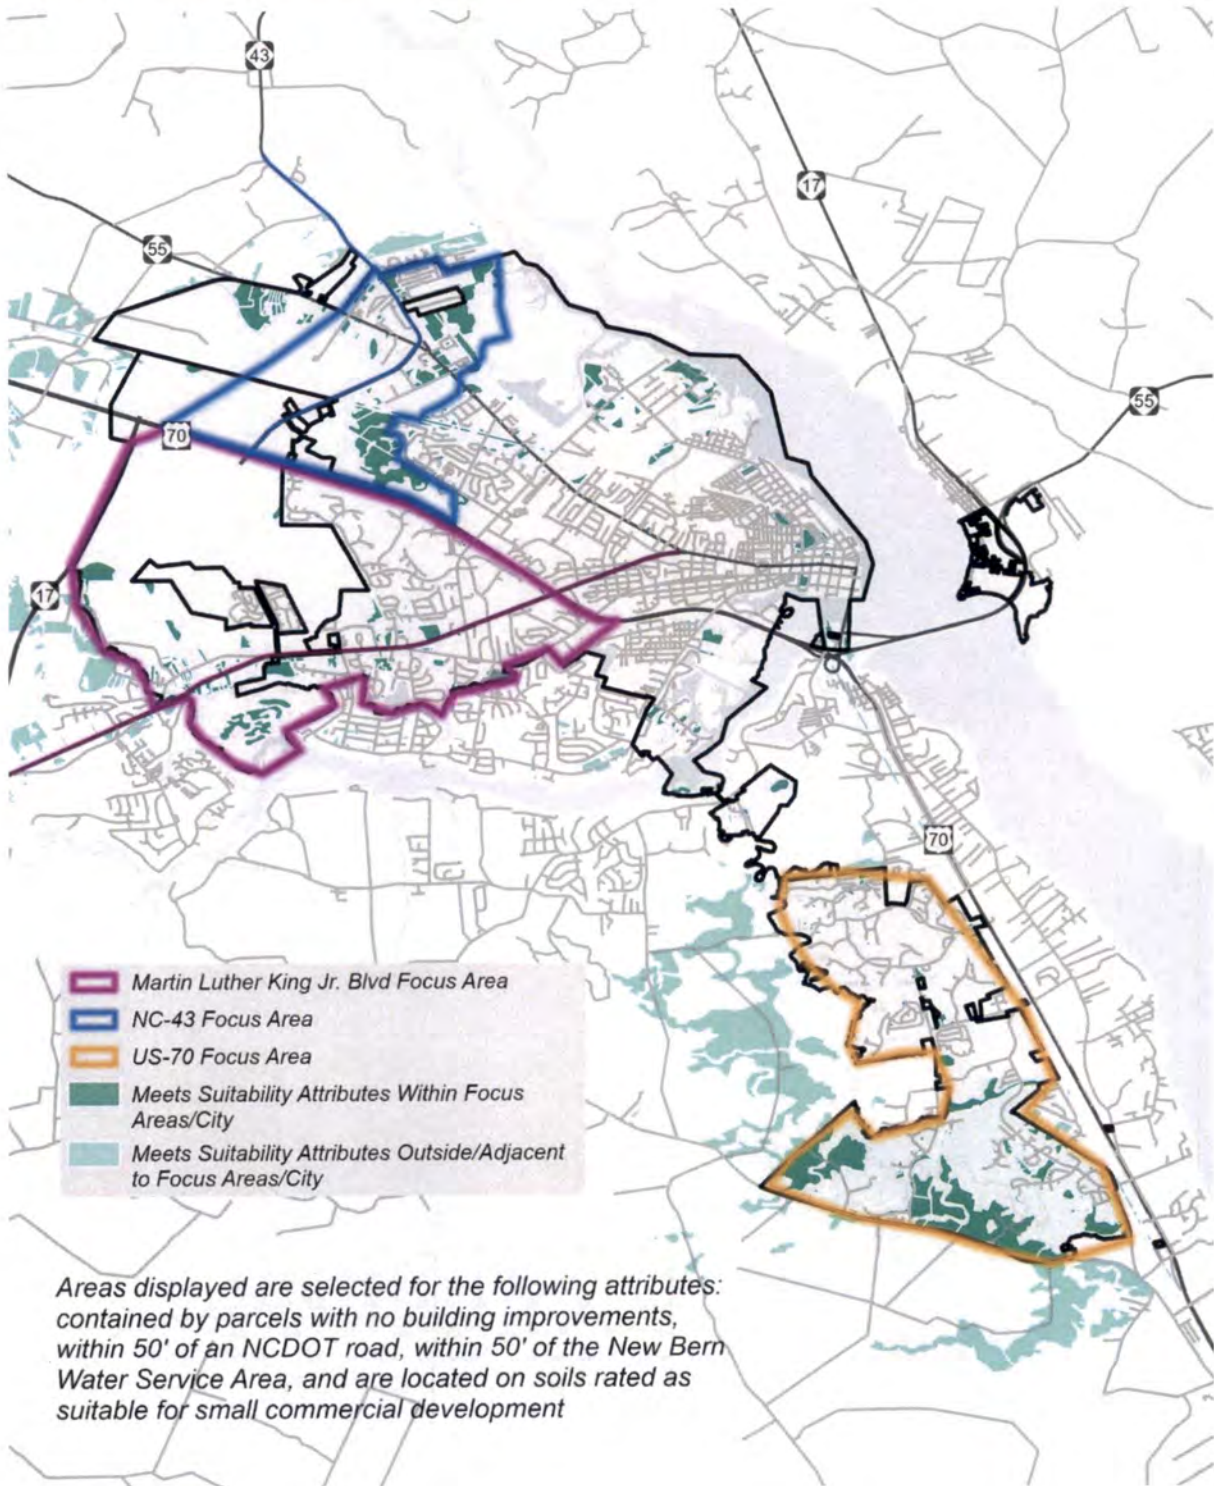 43
17
55
55
70
17
70
Martin Luther King Jr. Blvd Focus Area
NC-43 Focus Area
US-70 Focus Area
Meets Suitability Attributes Within Focus
Areas/City
Meets Suitability Attributes Outside/Adjacent
to Focus Areas/City
Areas displayed are selected for the following attributes:
contained by parcels with no building improvements,
within 50' of an NCDOT road, within 50' of the New Bern
Water Service Area, and are located on soils rated as
suitable for small commercial development